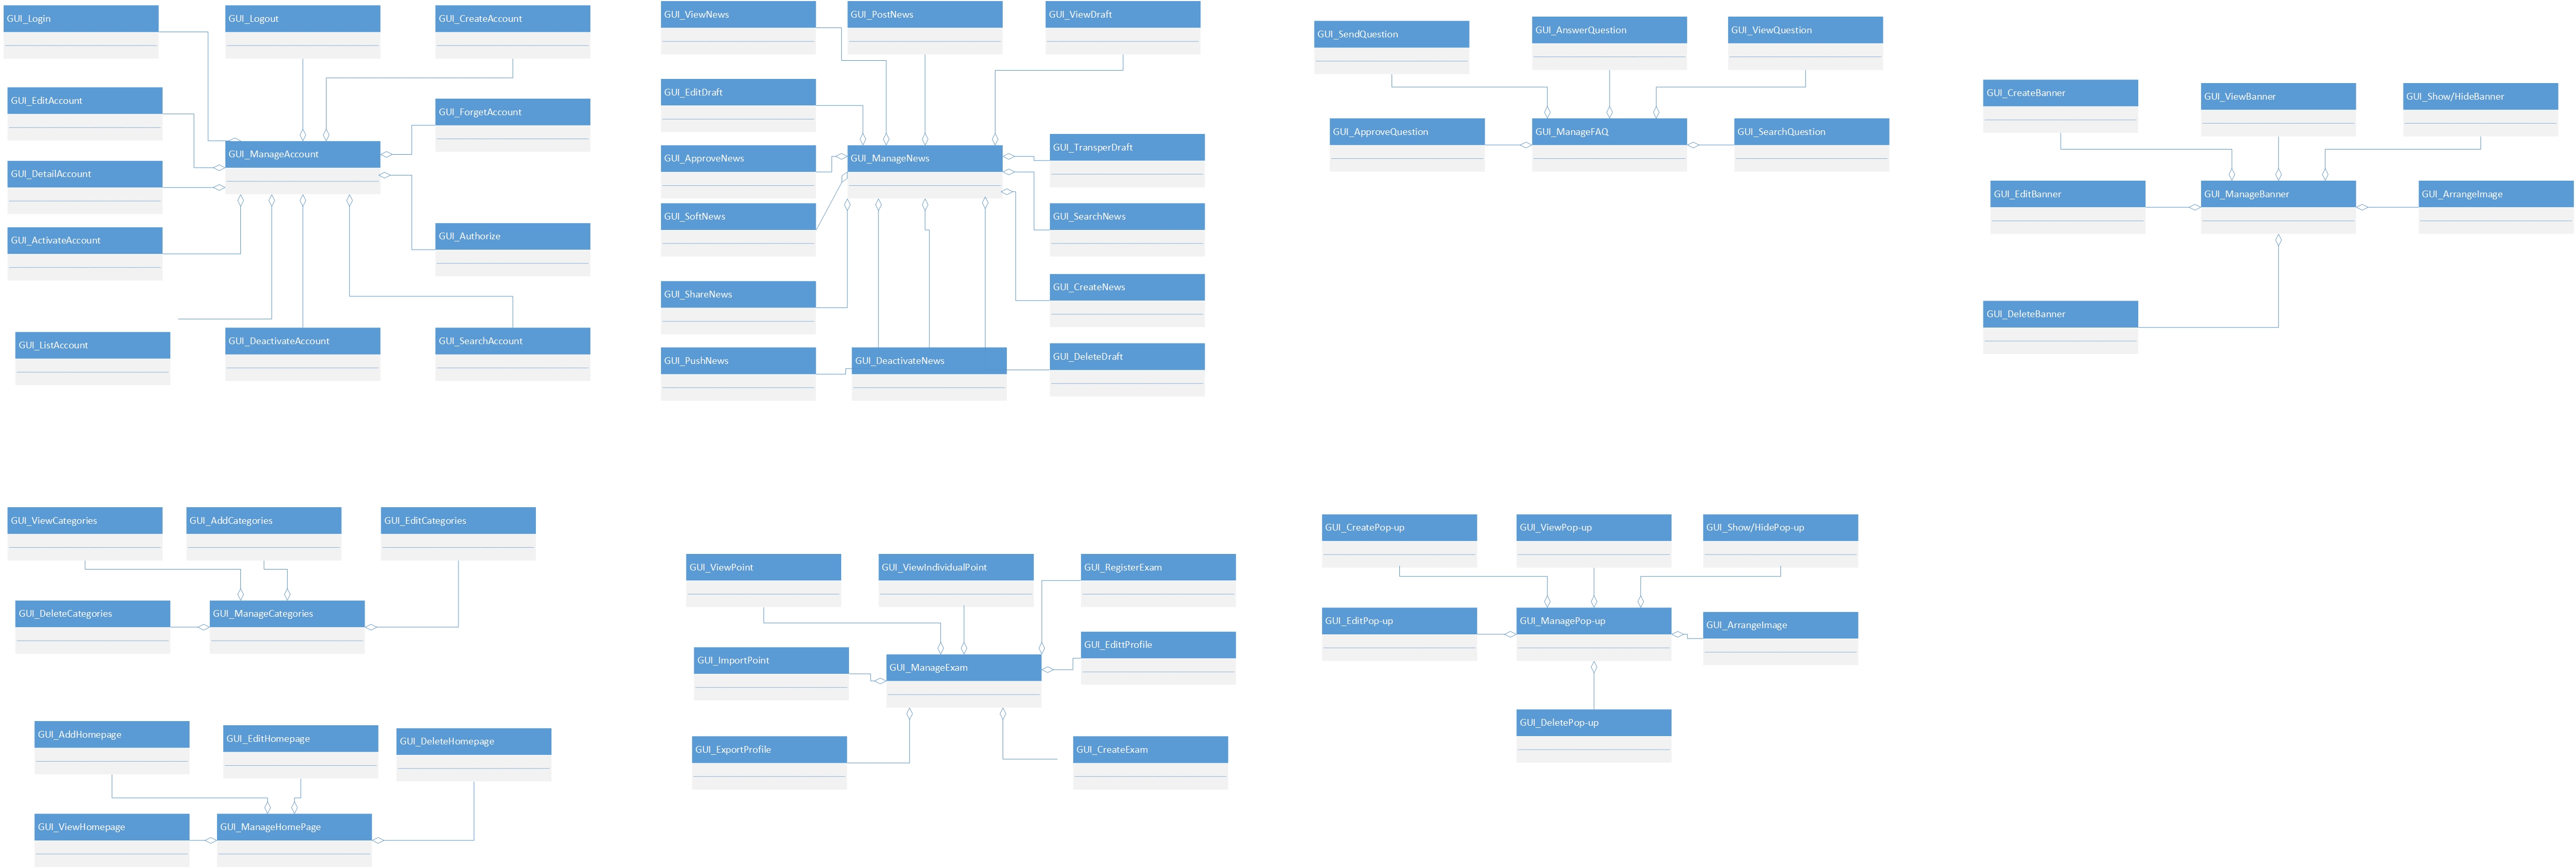 GUI_Login
GUI_Logout
GUI_CreateAccount
GUI_EditAccount
GUI_ForgetAccount
GUI_ManageAccount
GUI_DetailAccount
GUI_ActivateAccount
GUI_Authorize
GUI_ListAccount
GUI_DeactivateAccount
GUI_SearchAccount
GUI_ViewNews
GUI_PostNews
GUI_ViewDraft
GUI_EditDraft
GUI_ApproveNews
GUI_ManageNews
GUI_TransperDraft
GUI_SoftNews
GUI_SearchNews
GUI_ShareNews
GUI_CreateNews
GUI_PushNews
GUI_DeactivateNews
GUI_DeleteDraft
GUI_SendQuestion
GUI_AnswerQuestion
GUI_ViewQuestion
GUI_ApproveQuestion
GUI_ManageFAQ
GUI_SearchQuestion
GUI_CreateBanner
GUI_ViewBanner
GUI_Show/HideBanner
GUI_EditBanner
GUI_ManageBanner
GUI_ArrangeImage
GUI_DeleteBanner
GUI_ViewCategories
GUI_AddCategories
GUI_EditCategories
GUI_DeleteCategories
GUI_ManageCategories
GUI_AddHomepage
GUI_EditHomepage
GUI_DeleteHomepage
GUI_ViewHomepage
GUI_ManageHomePage
GUI_ViewPoint
GUI_ViewIndividualPoint
GUI_RegisterExam
GUI_ImportPoint
GUI_ManageExam
GUI_EdittProfile
GUI_ExportProfile
GUI_CreateExam
GUI_CreatePop-up
GUI_ViewPop-up
GUI_Show/HidePop-up
GUI_EditPop-up
GUI_ManagePop-up
GUI_ArrangeImage
GUI_DeletePop-up